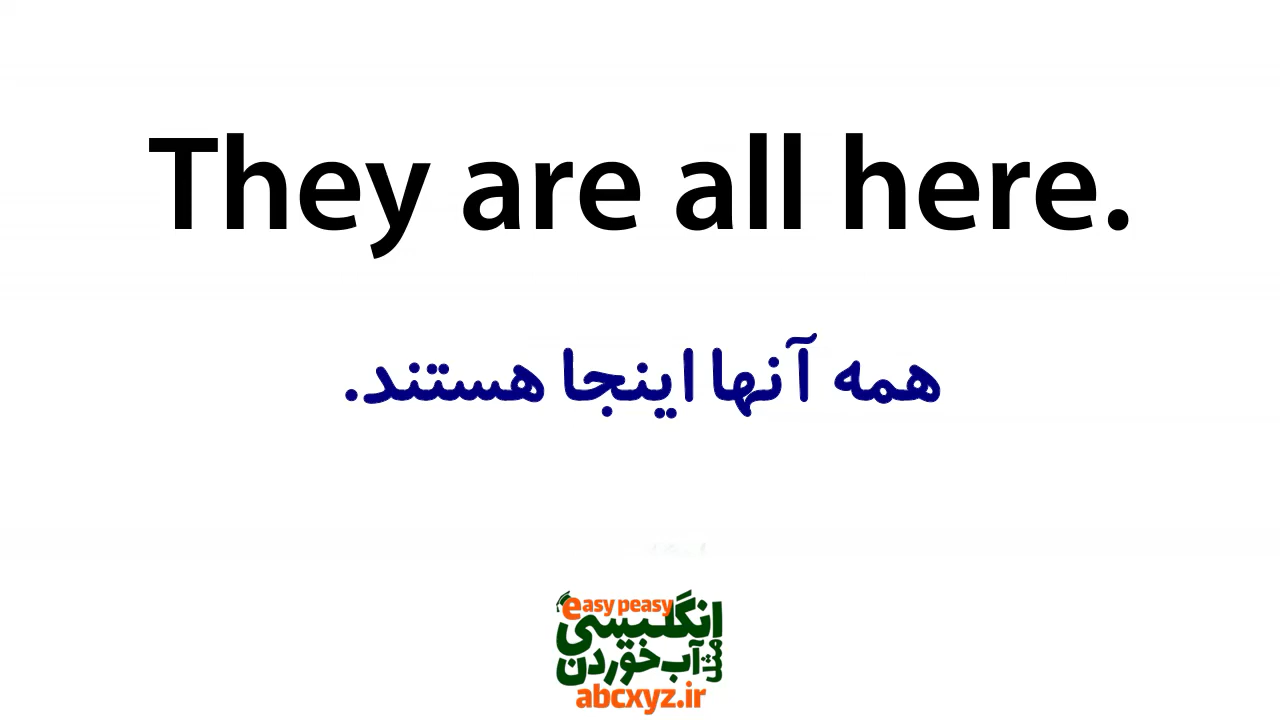 They are all here.
همه آنها اینجا هستند.
easy peasy
انگلیسی
مثل آب خوردن
abcxyz.ir